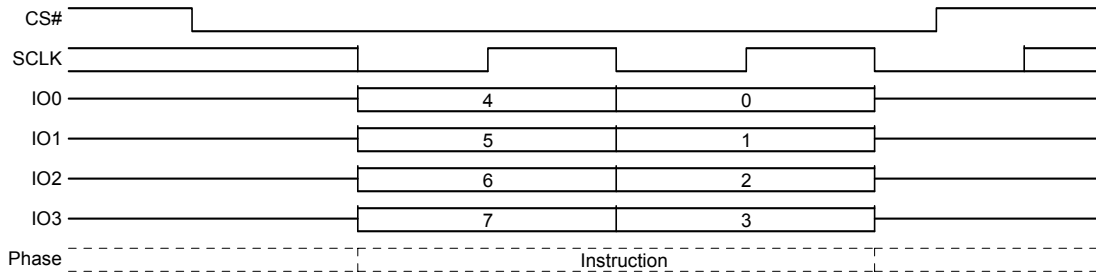 CS#
SCLK
IO0 4 0
IO1 5 1
IO2 6 2
IO3 7 3
Phase Instruction